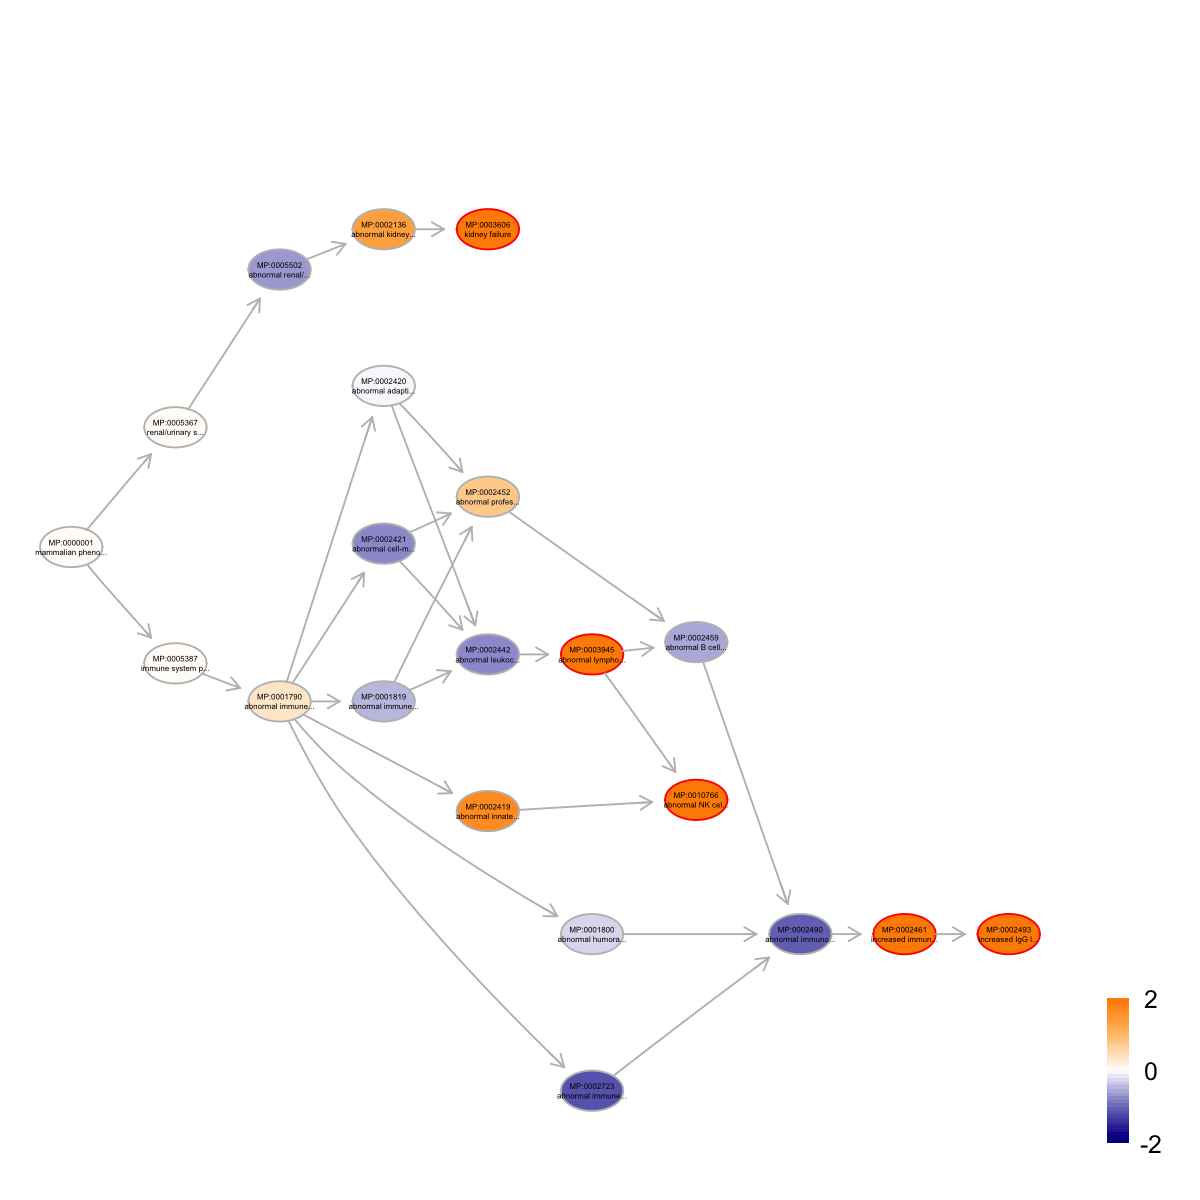 MP:0002136
abnormal kidney...
MP:0003606
kidney failure
MP:0005502
abnormal renal/...
MP:0002420
abnormal adapti...
MP:0005367
renal/urinary s...
MP:0002452
abnormal profes...
MP:0002421
abnormal cell-m...
MP:0000001
mammalian pheno...
MP:0002459
abnormal B cell...
MP:0002442
abnormal leukoc...
MP:0003945
abnormal lympho...
MP:0005387
immune system p...
MP:0001790
abnormal immune...
MP:0001819
abnormal immune...
MP:0002419
abnormal innate...
MP:0010766
abnormal NK cel...
MP:0001800
abnormal humora...
MP:0002490
abnormal immuno...
MP:0002461
increased immun...
MP:0002493
increased IgG l...
MP:0002723
abnormal immune...
2
0
-2